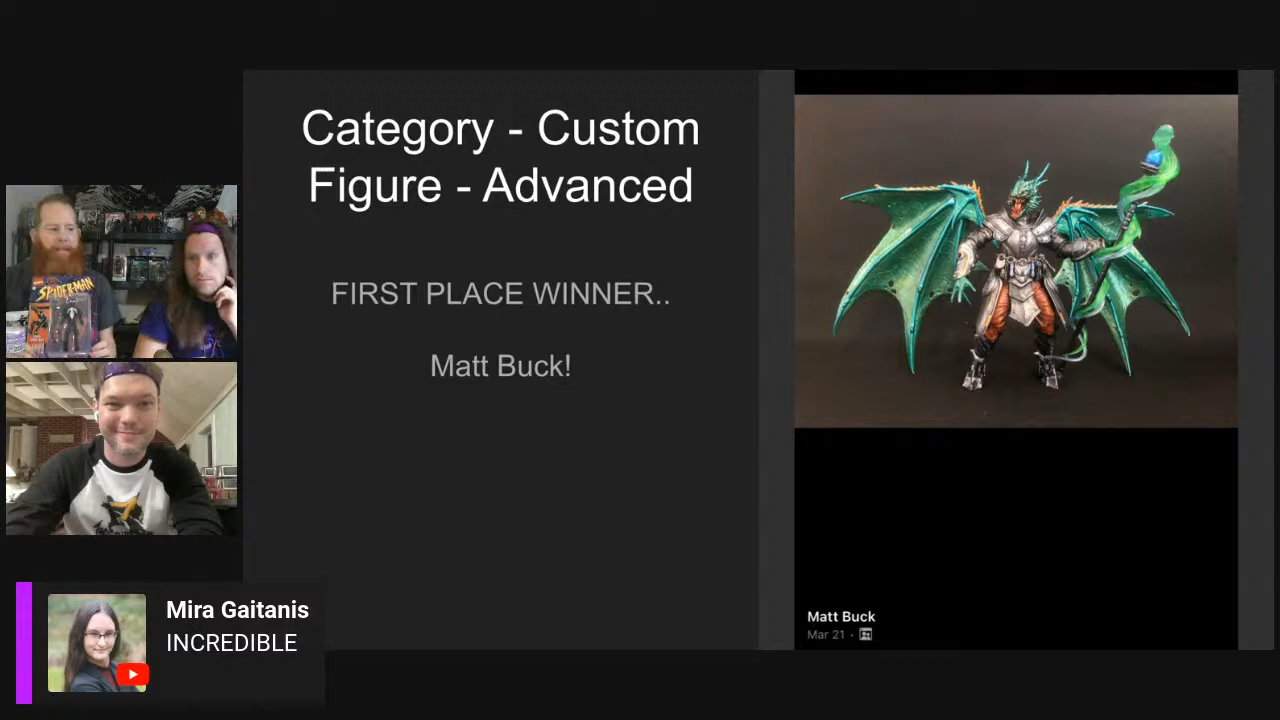 Category - Custom
Figure - Advanced
FIRST PLACE WINNER..
Matt Buck!
SPIDER-MAN
Mira Gaitanis
INCREDIBLE
Matt Buck
Mar 21 ·